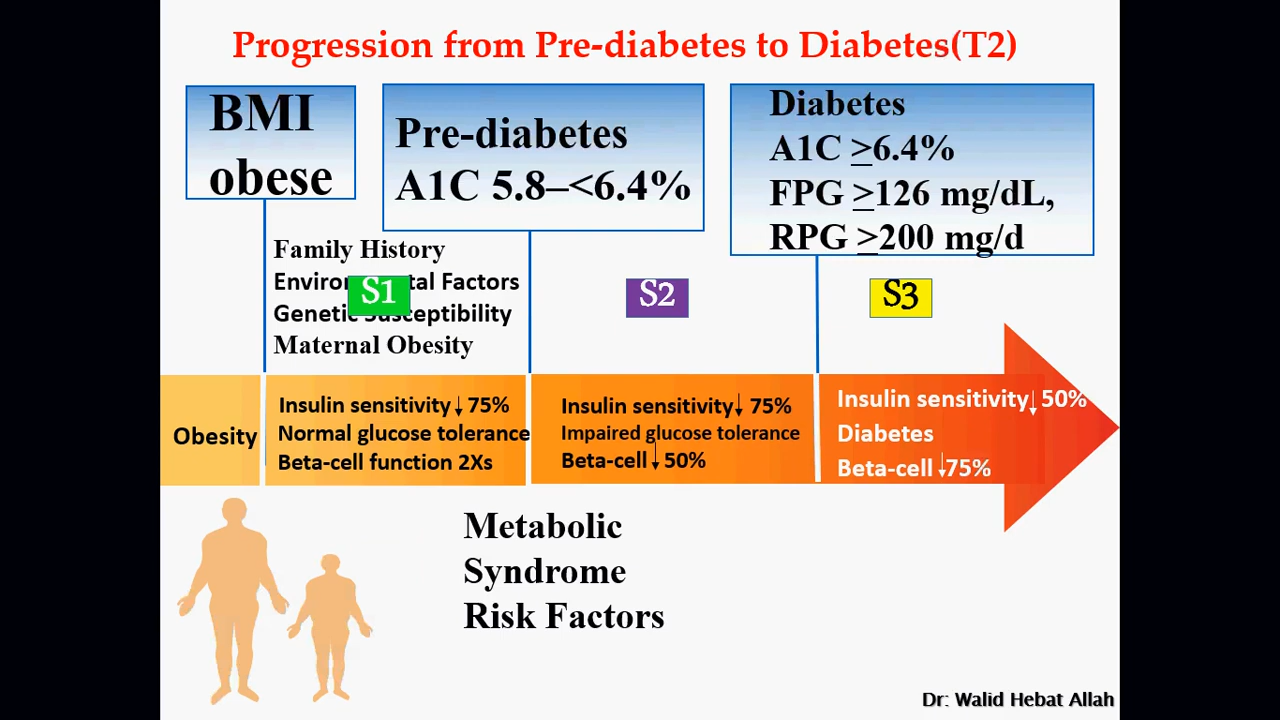 Progression from Pre-diabetes to Diabetes(T2)
BMI
obese
Pre-diabetes
A1C 5.8–<6.4%
Diabetes
A1C ≥6.4%
FPG ≥126 mg/dL,
RPG ≥200 mg/d
Family History
Environmental Factors
Genetic Susceptibility
Maternal Obesity
S1
S2
S3
Obesity
Insulin sensitivity↓ 75%
Normal glucose tolerance
Beta-cell function 2Xs
Insulin sensitivity↓ 75%
Impaired glucose tolerance
Beta-cell ↓ 50%
Insulin sensitivity↓ 50%
Diabetes
Beta-cell ↓75%
Metabolic
Syndrome
Risk Factors
Dr: Walid Hebat Allah